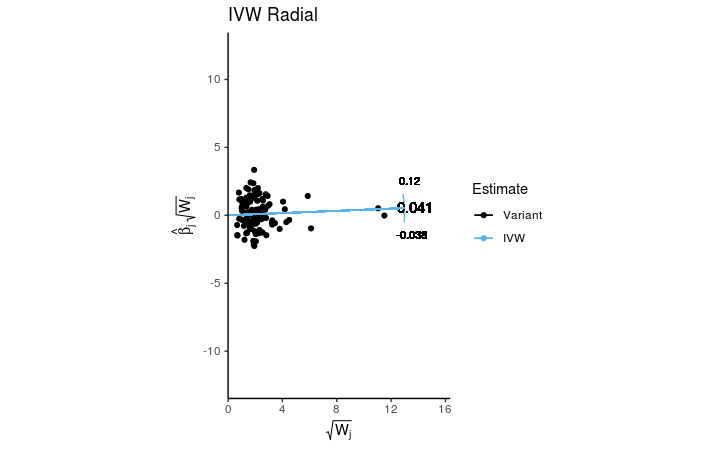 IVW Radial
10
5
0
-5
-10
β̂ⱼ√Wⱼ
0.12
0.041
-0.038
0 4 8 12 16
√Wⱼ
Estimate
Variant
IVW